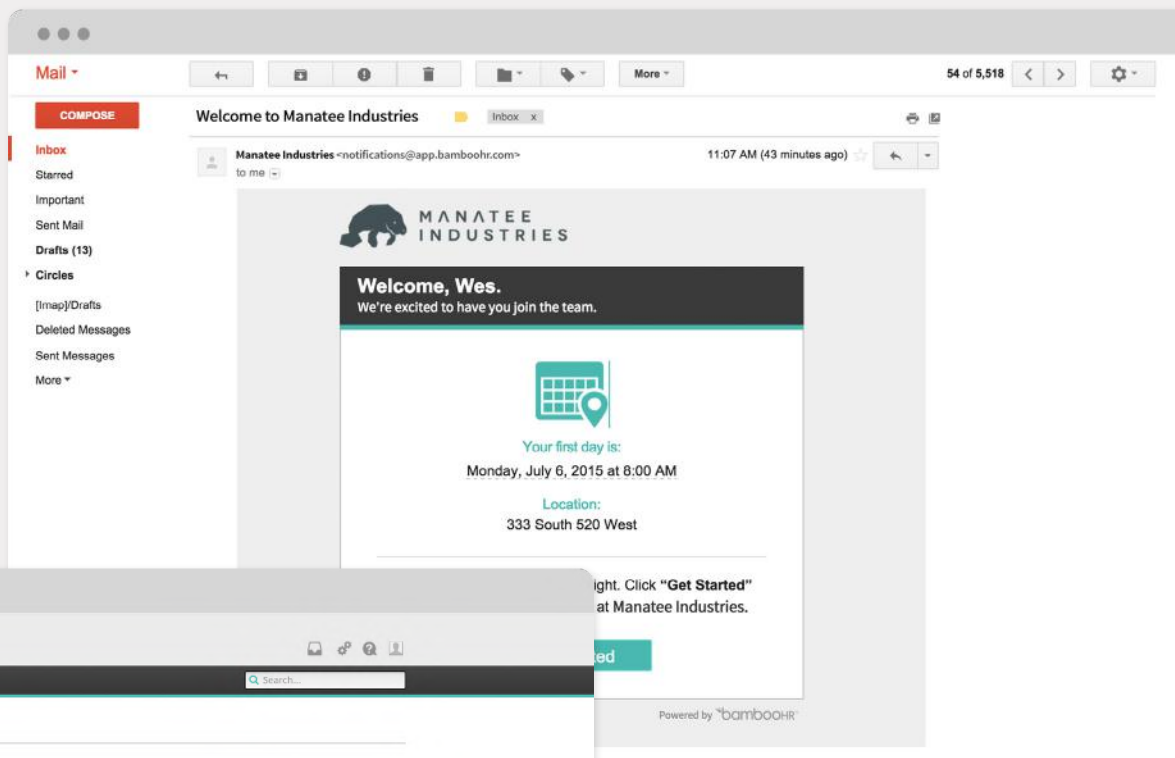 Mail
More
54 of 5,518
COMPOSE
Welcome to Manatee Industries
Inbox x
Inbox
Starred
Important
Sent Mail
Drafts (13)
Circles
[Imap]/Drafts
Deleted Messages
Sent Messages
More
Manatee Industries <notifications@app.bamboohr.com>
11:07 AM (43 minutes ago)
to me
MANATEE
INDUSTRIES
Welcome, Wes.
We're excited to have you join the team.
Your first day is:
Monday, July 6, 2015 at 8:00 AM
Location:
333 South 520 West
ight. Click “Get Started”
at Manatee Industries.
ted
Powered by bambooHR
Search...